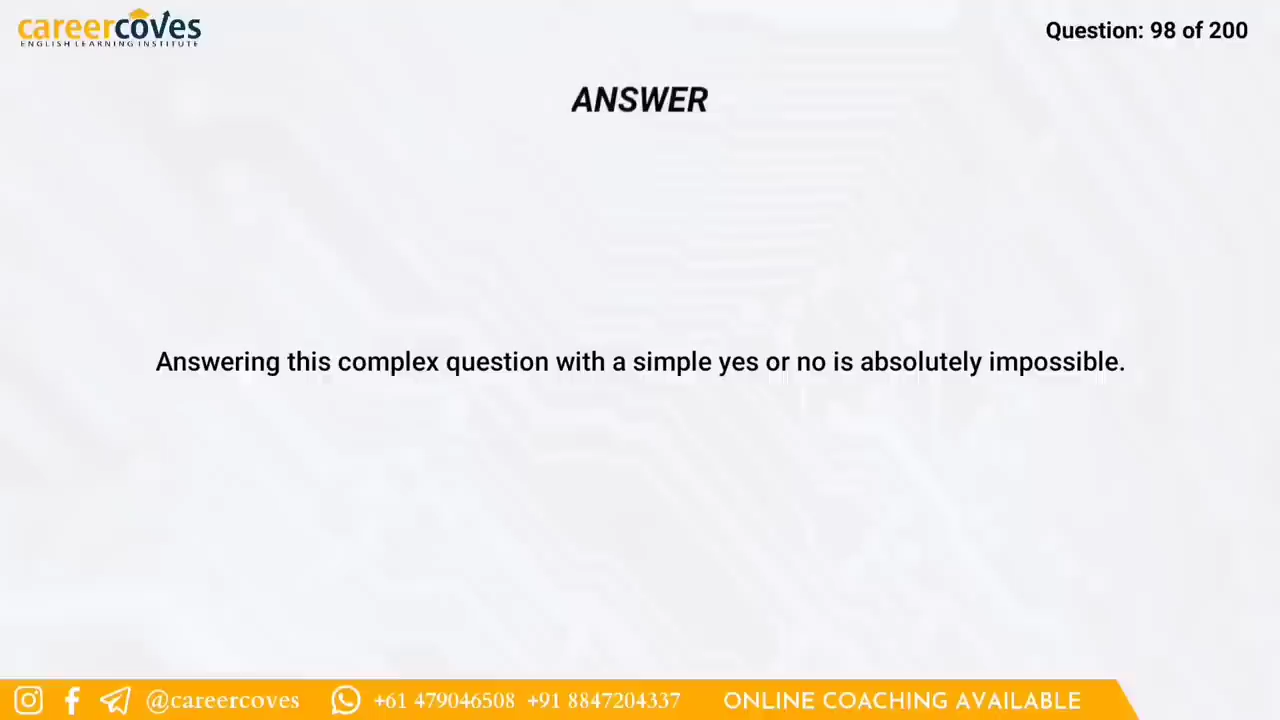 careercoves
ENGLISH LEARNING INSTITUTE
Question: 98 of 200
ANSWER
Answering this complex question with a simple yes or no is absolutely impossible.
@careercoves +61 479046508 +91 8847204337 ONLINE COACHING AVAILABLE